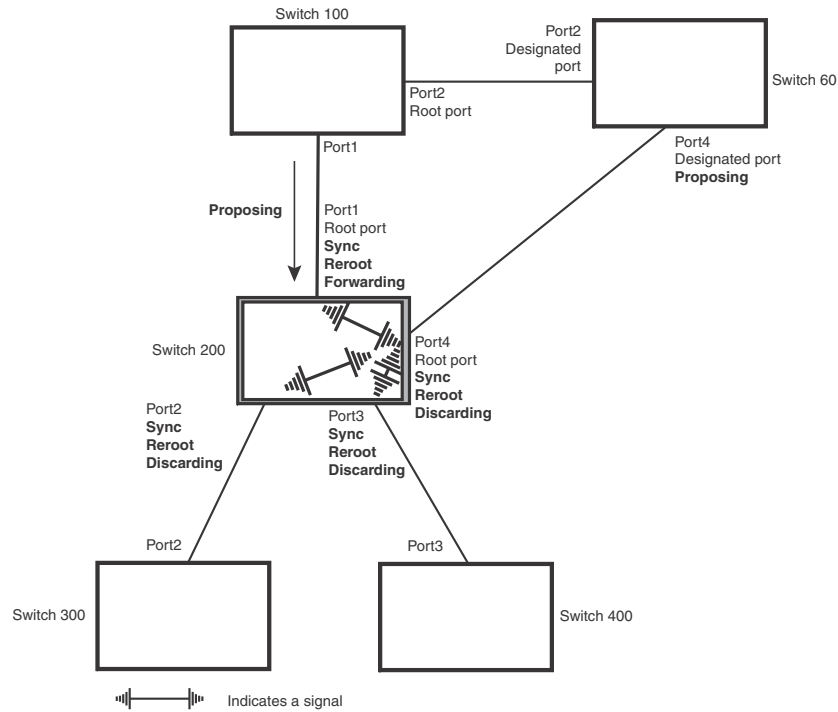 Switch 100
Port2
Designated
port
Switch 60
Port2
Root port
Port1
Port4
Designated port
Proposing
Proposing
Port1
Root port
Sync
Reroot
Forwarding
Switch 200
Port4
Root port
Sync
Reroot
Discarding
Port2
Sync
Reroot
Discarding
Port3
Sync
Reroot
Discarding
Port2
Port3
Switch 300
Switch 400
Indicates a signal